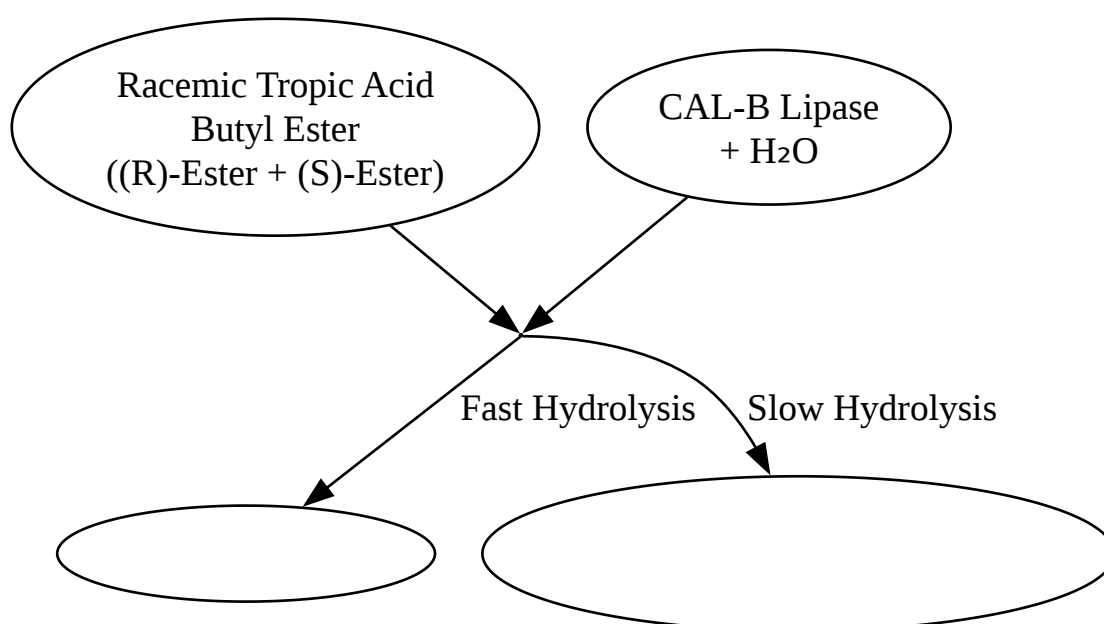 Racemic Tropic Acid
Butyl Ester
((R)-Ester + (S)-Ester)
CAL-B Lipase
+ H₂O
Fast Hydrolysis
Slow Hydrolysis